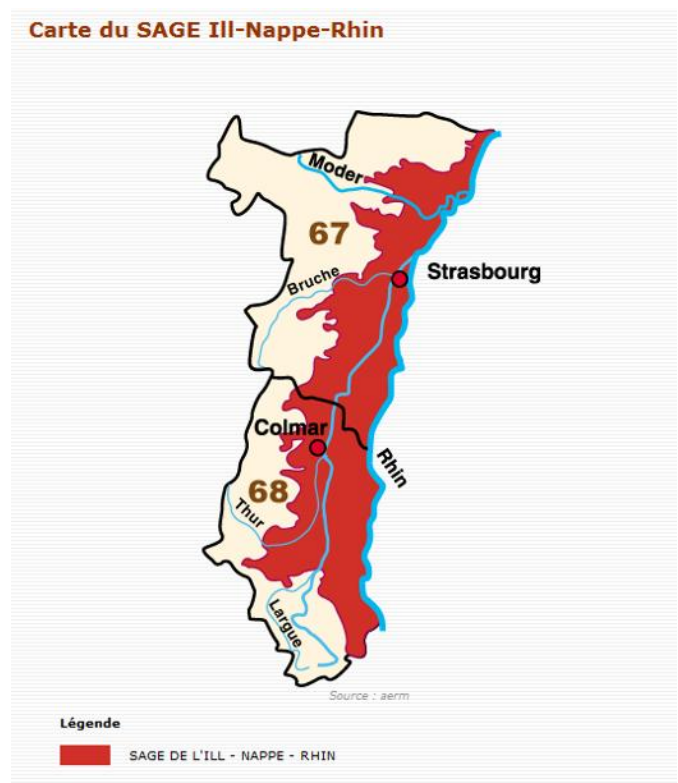 Carte du SAGE Ill-Nappe-Rhin
Moder
67
Strasbourg
Bruche
Colmar
Rhin
68
Thur
Largue
Source : aerm
Légende
SAGE DE L'ILL - NAPPE - RHIN